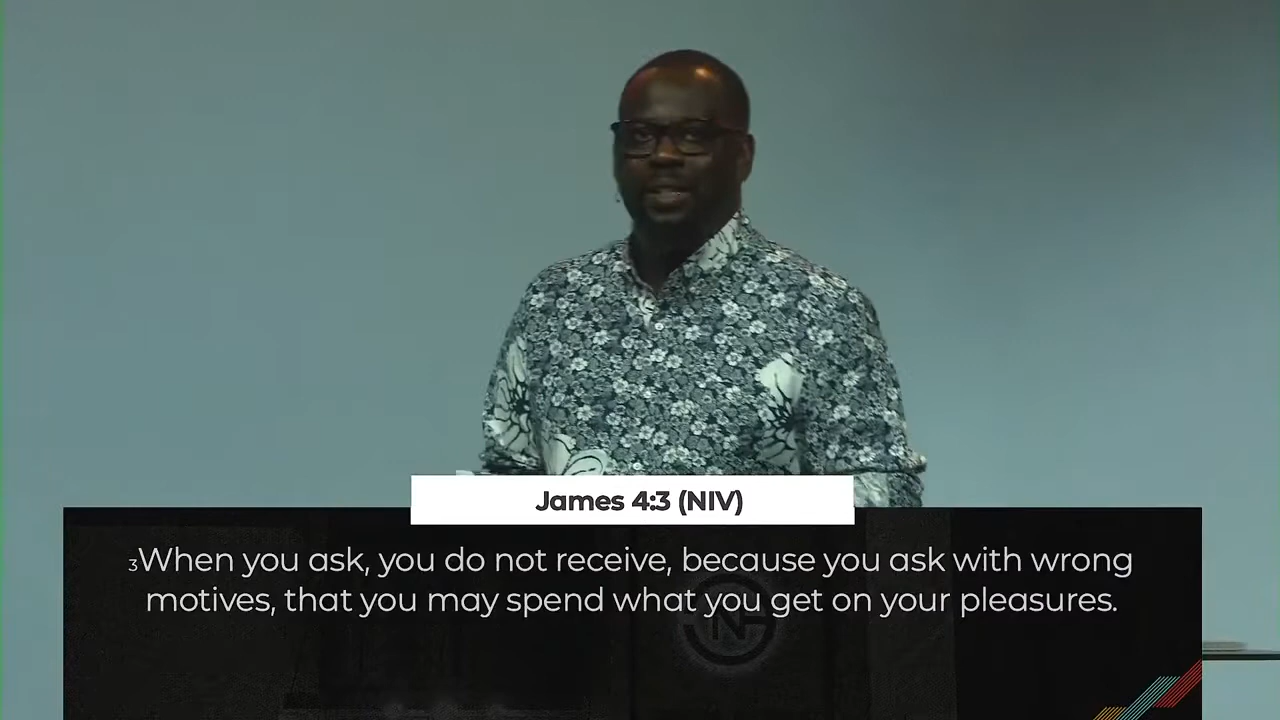 James 4:3 (NIV)
3When you ask, you do not receive, because you ask with wrong
motives, that you may spend what you get on your pleasures.
N